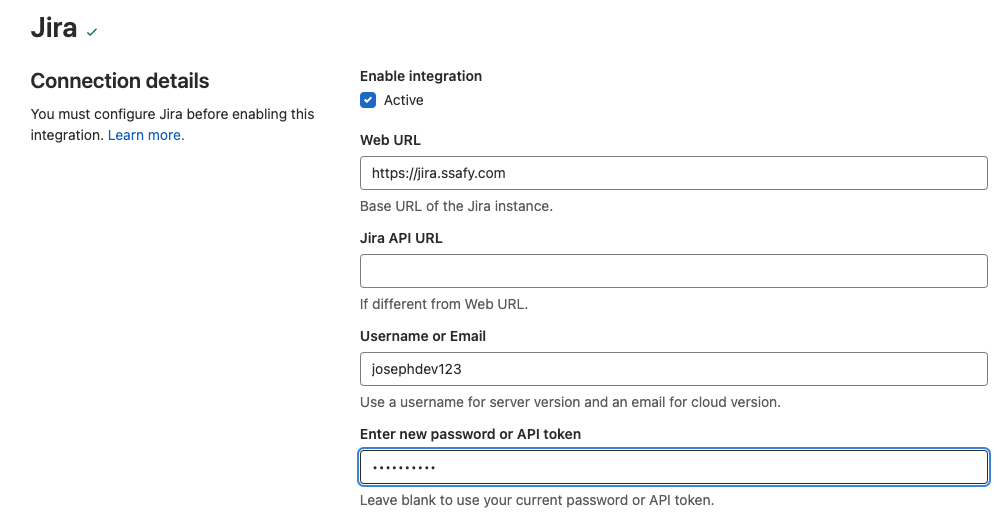 Jira
Connection details
You must configure Jira before enabling this
integration. Learn more.
Enable integration
Active
Web URL
https://jira.ssafy.com
Base URL of the Jira instance.
Jira API URL
If different from Web URL.
Username or Email
josephdev123
Use a username for server version and an email for cloud version.
Enter new password or API token
••••••••••
Leave blank to use your current password or API token.